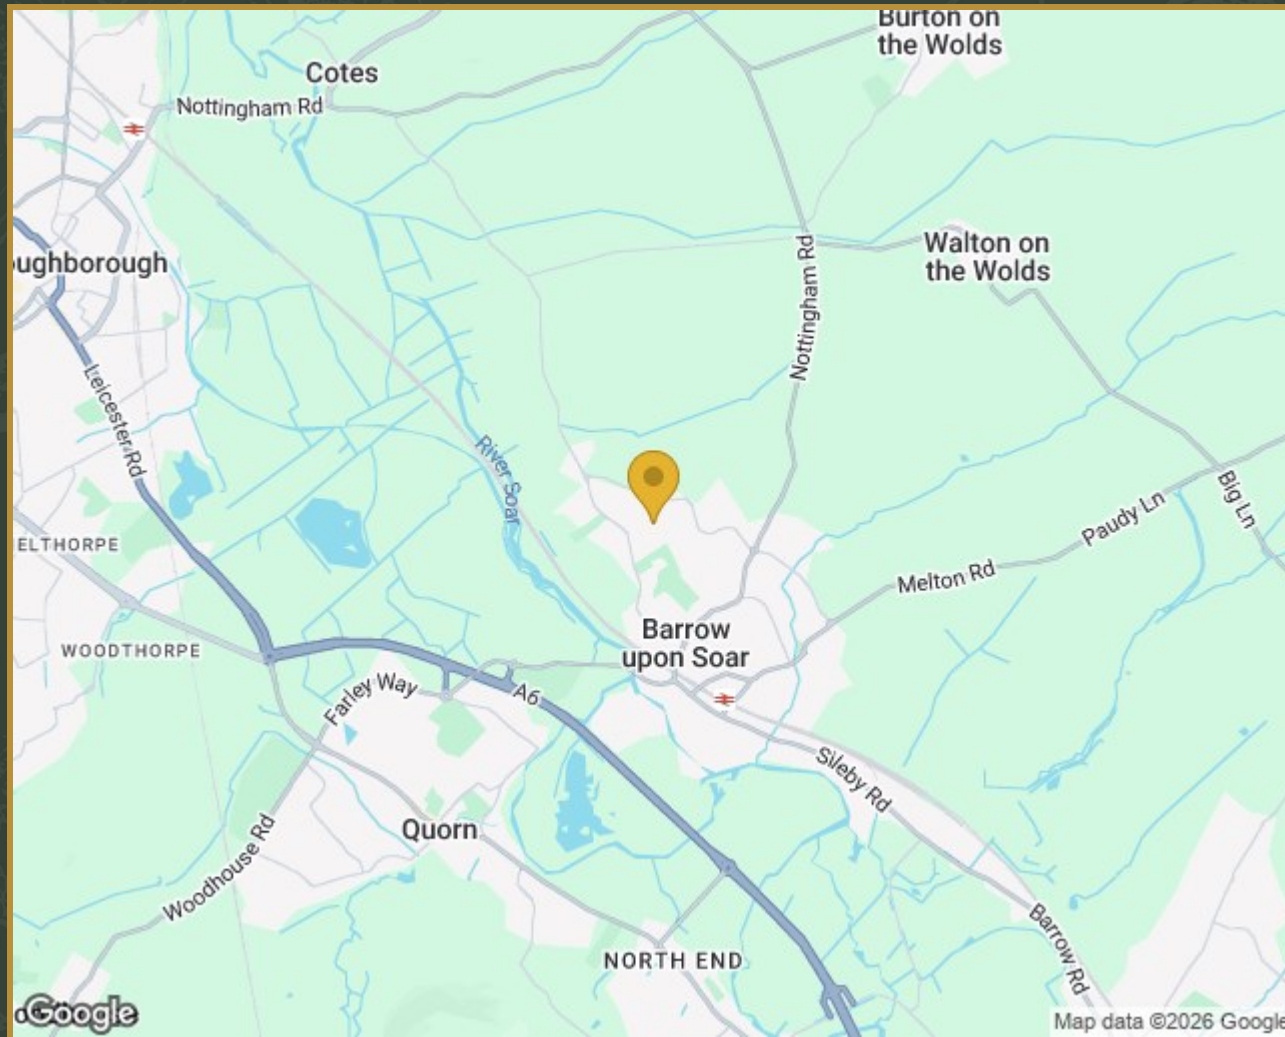 Burton on
the Wolds
Cotes
Nottingham Rd
Walton on
the Wolds
oughborough
Nottingham Rd
Leicester Rd
River Soar
Big Ln
Paudy Ln
ELTHORPE
Melton Rd
Barrow
upon Soar
WOODTHORPE
Farley Way
A6
Sileby Rd
Quorn
Woodhouse Rd
Barrow Rd
NORTH END
Google
Map data ©2026 Google